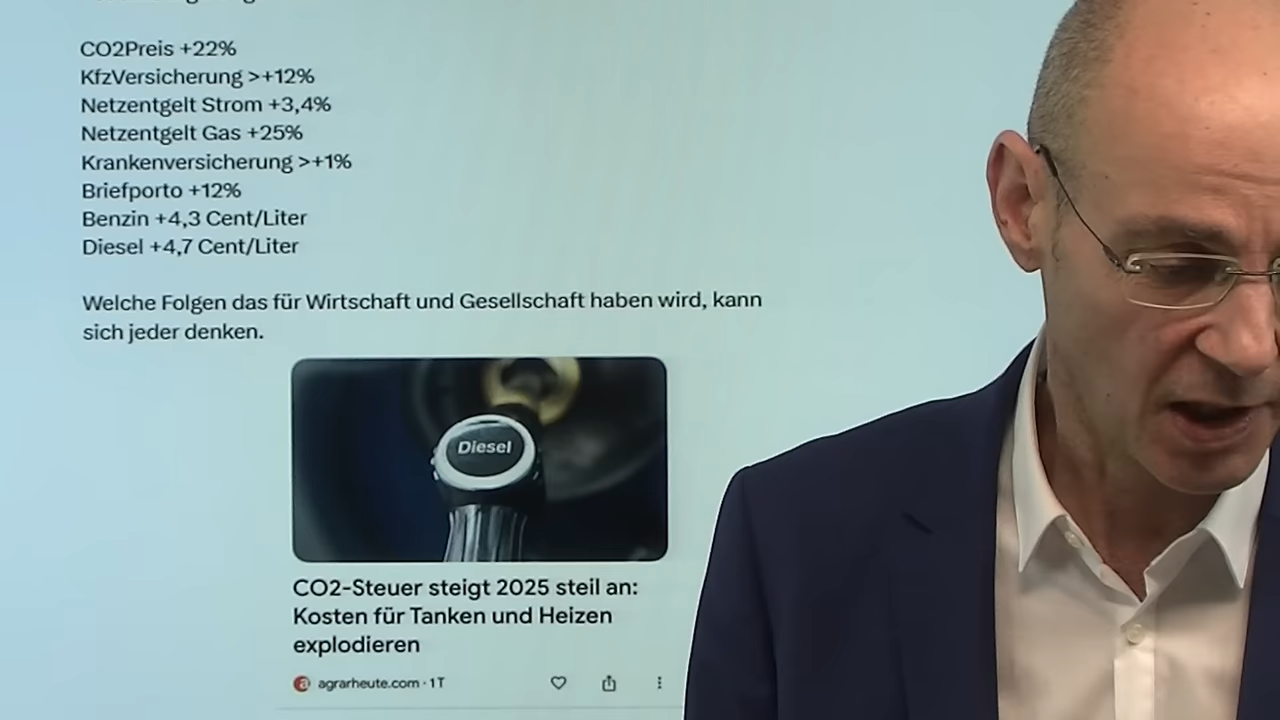 CO2Preis +22%
KfzVersicherung >+12%
Netzentgelt Strom +3,4%
Netzentgelt Gas +25%
Krankenversicherung >+1%
Briefporto +12%
Benzin +4,3 Cent/Liter
Diesel +4,7 Cent/Liter
Welche Folgen das für Wirtschaft und Gesellschaft haben wird, kann
sich jeder denken.
Diesel
CO2-Steuer steigt 2025 steil an:
Kosten für Tanken und Heizen
explodieren
agrarheute.com · 1T